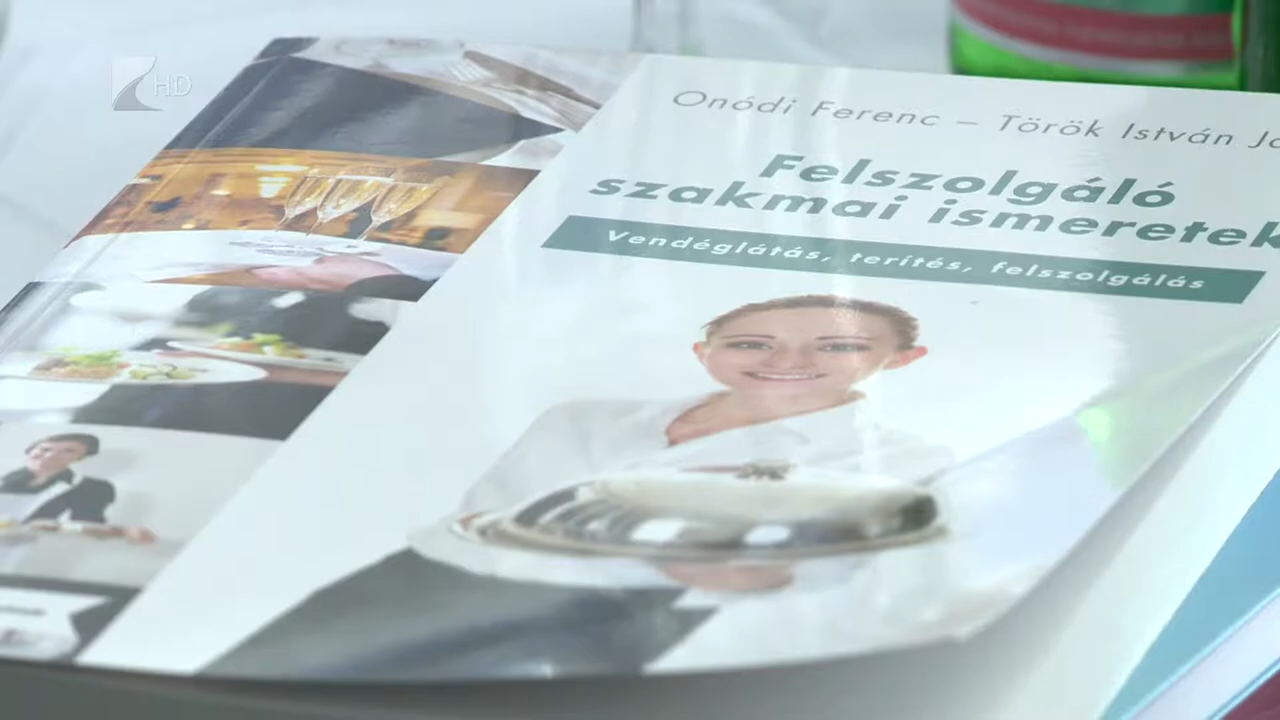 HD
Onódi Ferenc – Török István
Felszolgáló
szakmai ismeretek
Vendéglátás, terítés, felszolgálás